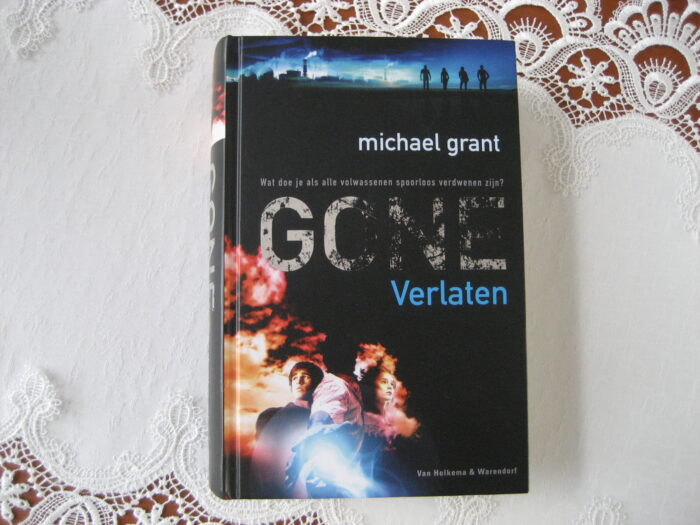 michael grant
Wat doe je als alle volwassenen spoorloos verdwenen zijn?
GONE
Verlaten
Van Holkema & Warendorf
GONE